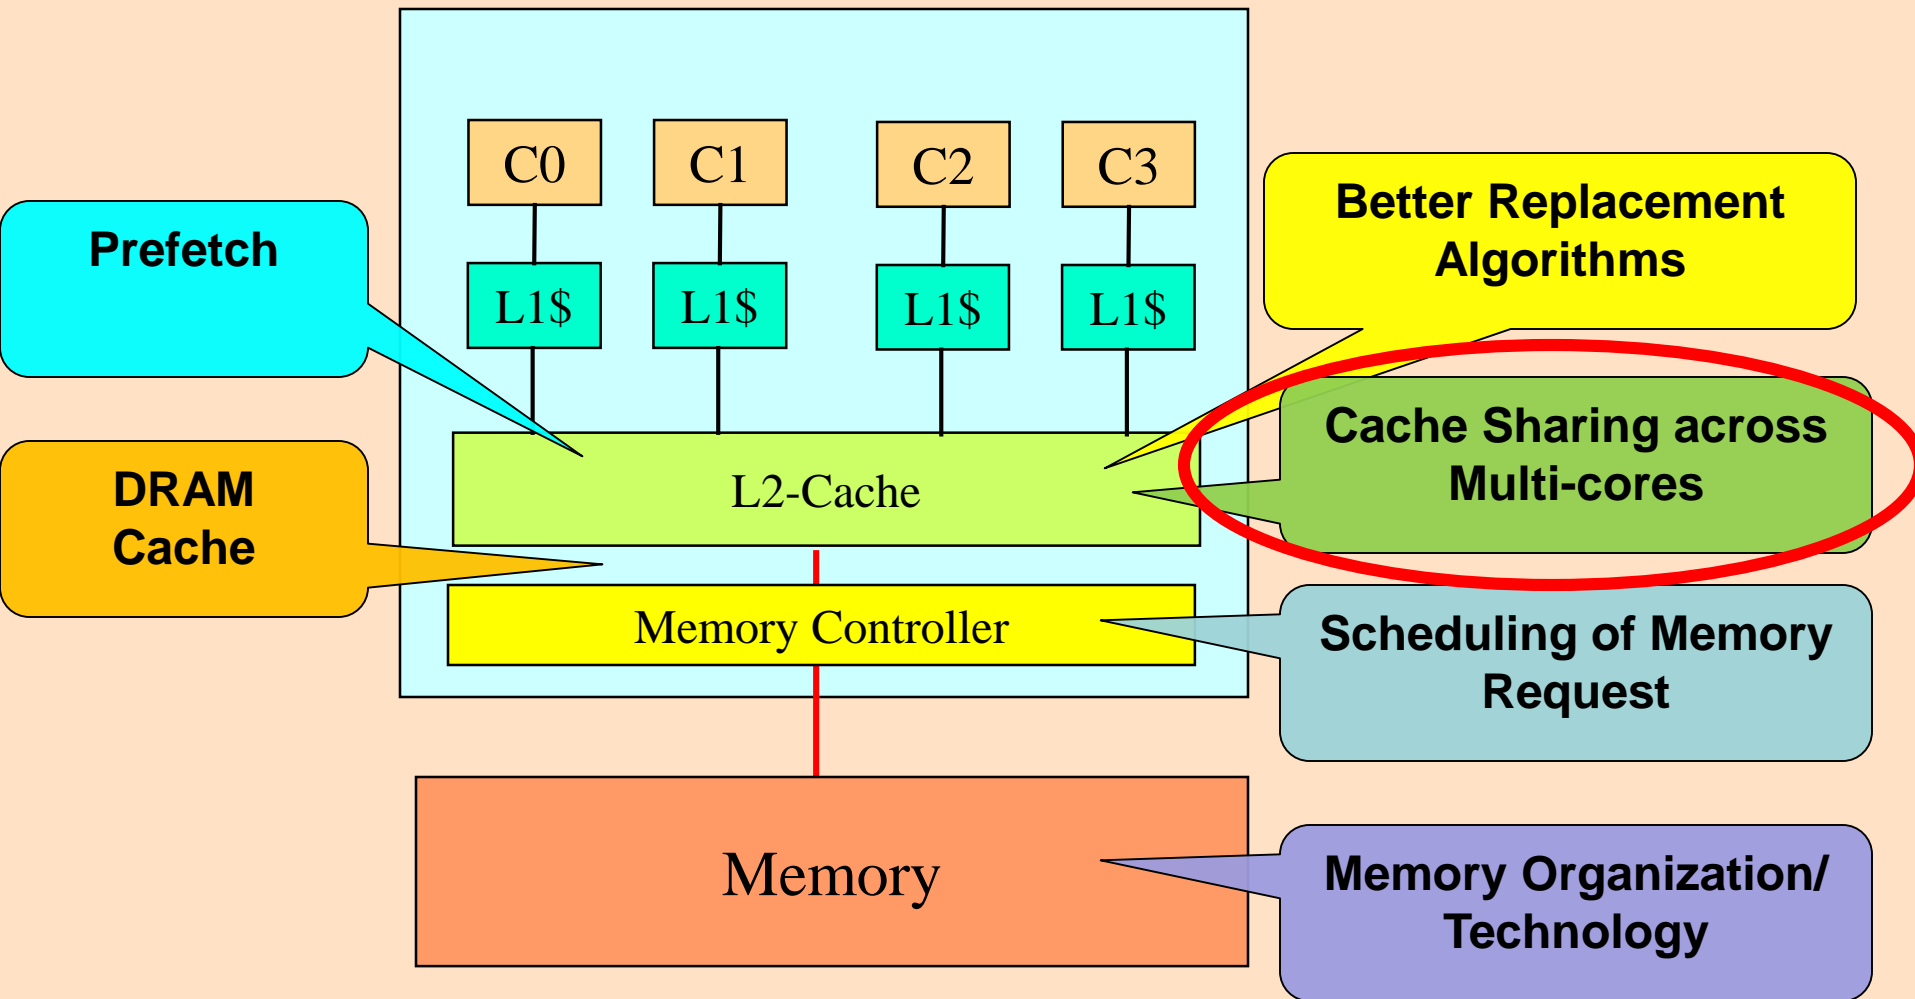 C0
C1
C2
C3
L1$
L1$
L1$
L1$
L2-Cache
Memory Controller
Memory
Prefetch
DRAM
Cache
Better Replacement
Algorithms
Cache Sharing across
Multi-cores
Scheduling of Memory
Request
Memory Organization/
Technology